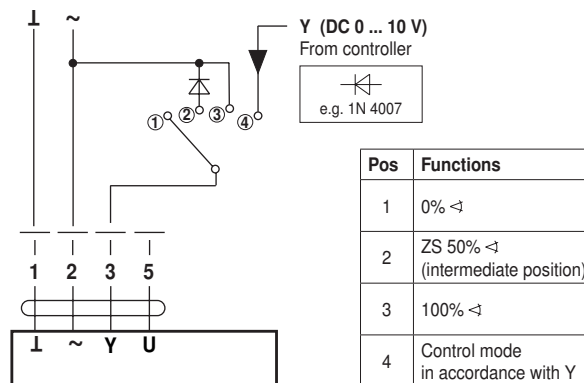 ⊥ ~
Y (DC 0 ... 10 V)
From controller
e.g. 1N 4007
① ② ③ ④
Pos Functions
1 0% ∢
2 ZS 50% ∢
(intermediate position)
3 100% ∢
4 Control mode
in accordance with Y
1 2 3 5
⊥ ~ Y U